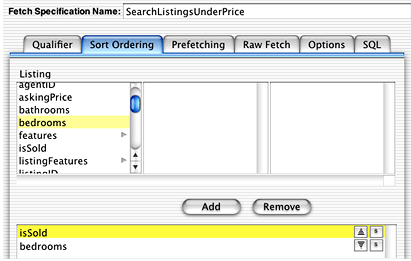 Fetch Specification Name: SearchListingsUnderPrice
Qualifier Sort Ordering Prefetching Raw Fetch Options SQL
Listing
agentID
askingPrice
bathrooms
bedrooms
features
isSold
listingFeatures
listingID
Add Remove
isSold s
bedrooms s